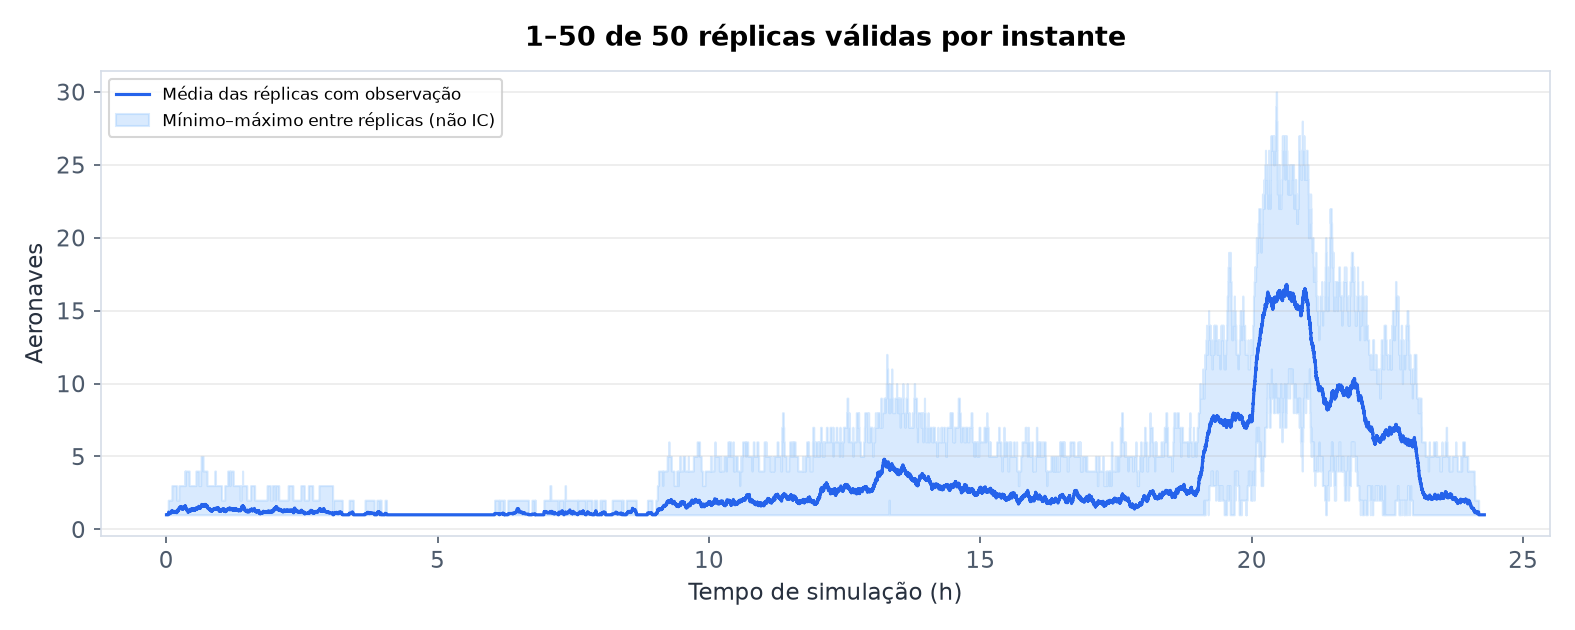 1–50 de 50 réplicas válidas por instante
Média das réplicas com observação
Mínimo–máximo entre réplicas (não IC)
Aeronaves
30
25
20
15
10
5
0
0 5 10 15 20 25
Tempo de simulação (h)